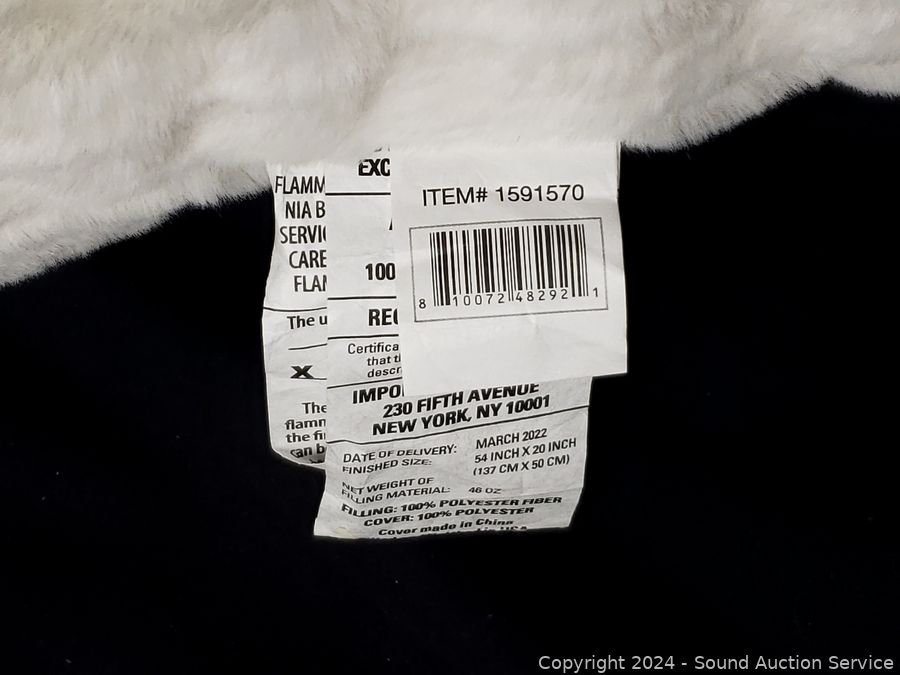 FLAMM
NIA B
SERVIC
CARE
FLAM
The u
X
The
flamm
the fi
can b
EXC
100
REG
Certifica
that th
descr
IMPO
230 FIFTH AVENUE
NEW YORK, NY 10001
DATE OF DELIVERY: MARCH 2022
FINISHED SIZE: 54 INCH X 20 INCH
(137 CM X 50 CM)
NET WEIGHT OF
FILLING MATERIAL: 46 OZ
FILLING: 100% POLYESTER FIBER
COVER: 100% POLYESTER
Cover made in China
ITEM# 1591570
8 10072 48292 1
Copyright 2024 - Sound Auction Service